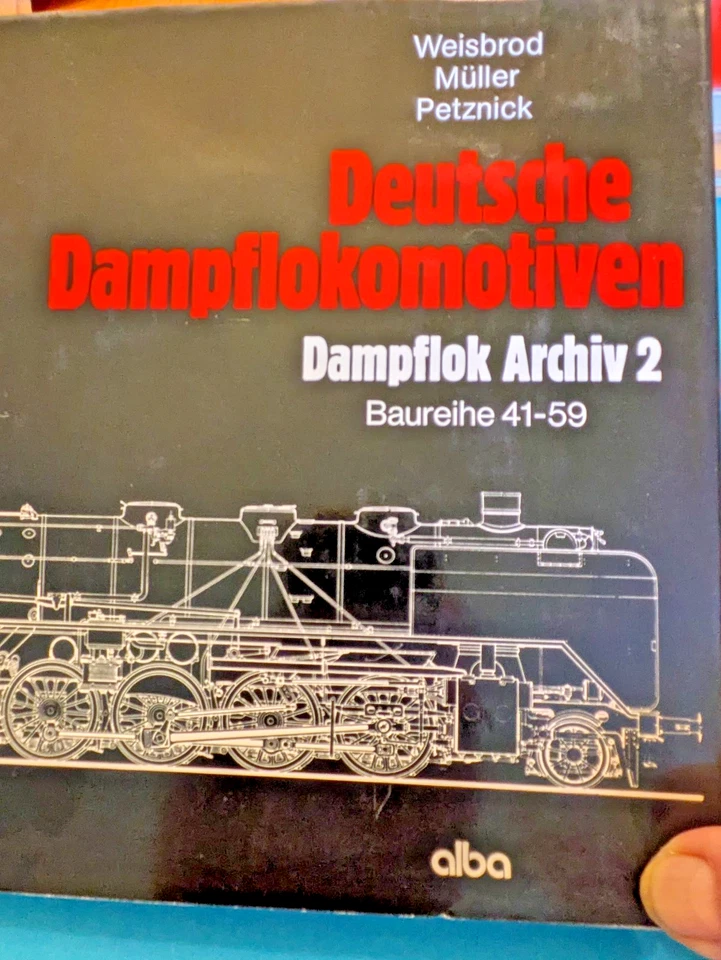 Weisbrod
Müller
Petznick
Deutsche
Dampflokomotiven
Dampflok Archiv 2
Baureihe 41-59
alba